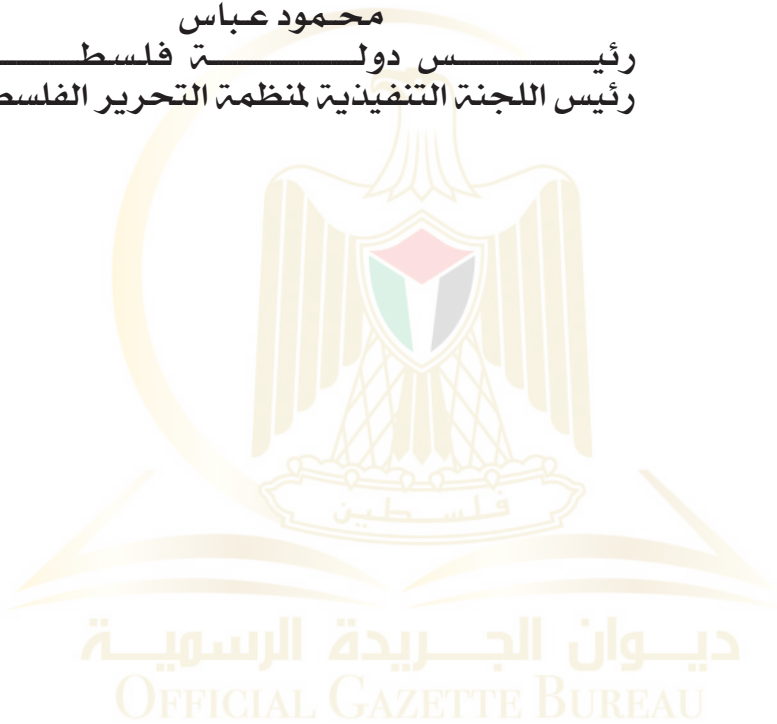 محمود عباس
رئيس دولة فلسط
رئيس اللجنة التنفيذية لمنظمة التحرير الفلسط
فلسطين
ديوان الجريدة الرسمية
OFFICIAL GAZETTE BUREAU